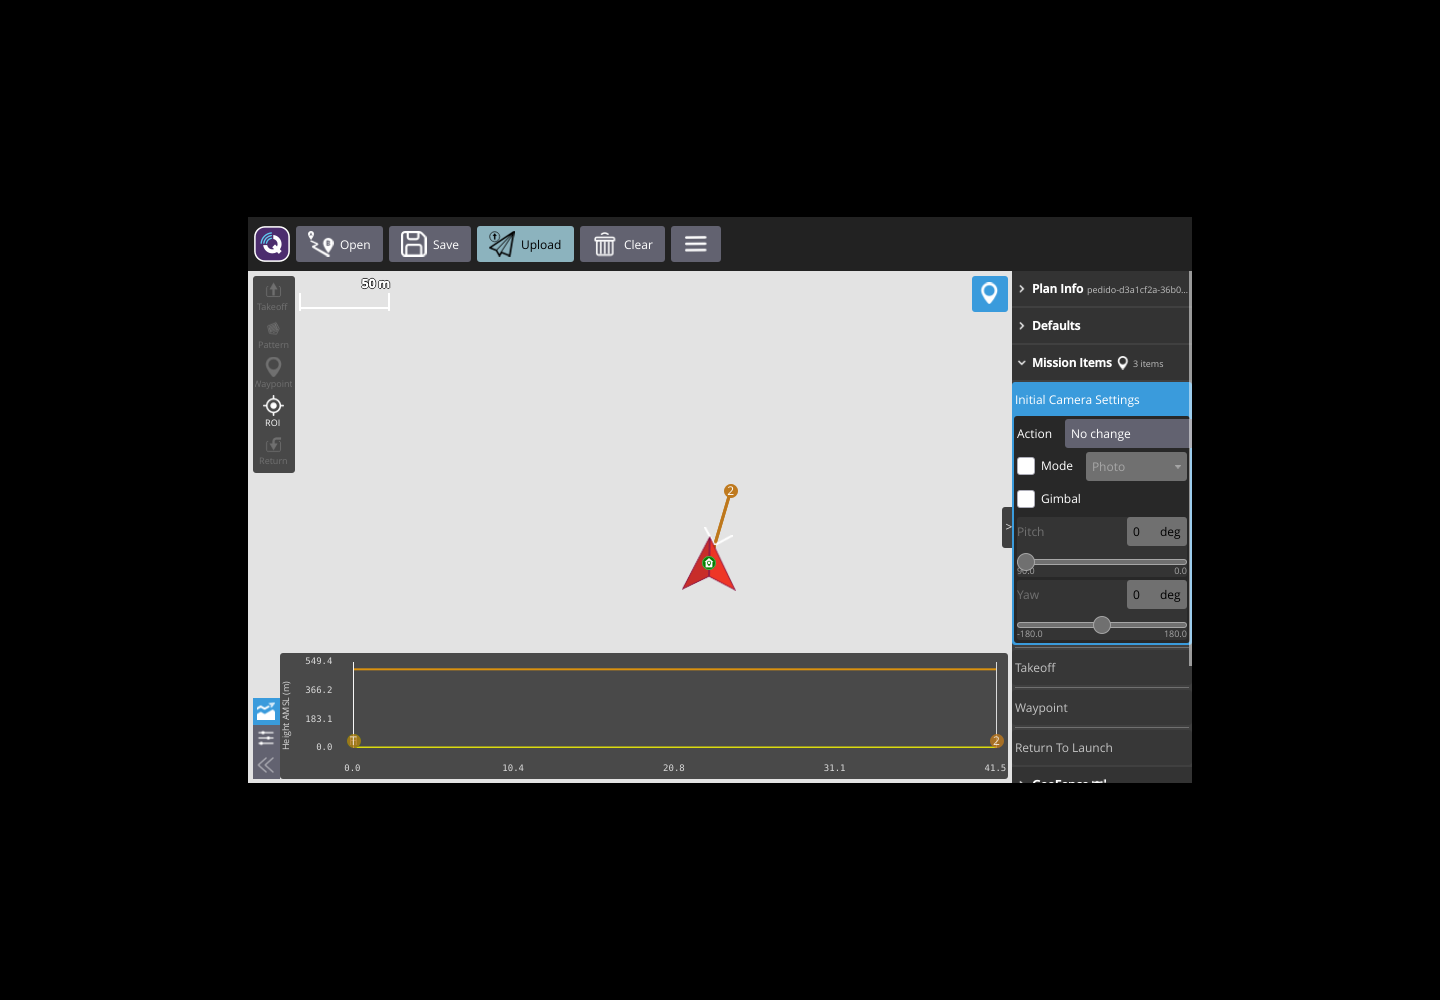 Open
Save
Upload
Clear
Takeoff
Pattern
Waypoint
ROI
Return
50 m
2
Plan Info pedido-d3a1cf2a-36b0...
Defaults
Mission Items 3 items
Initial Camera Settings
Action No change
Mode Photo
Gimbal
Pitch 0 deg
0.0
Yaw 0 deg
-180.0 180.0
Takeoff
Waypoint
Return To Launch
>
Height AMSL (m)
549.4
366.2
183.1
0.0
T 2
0.0 10.4 20.8 31.1 41.5